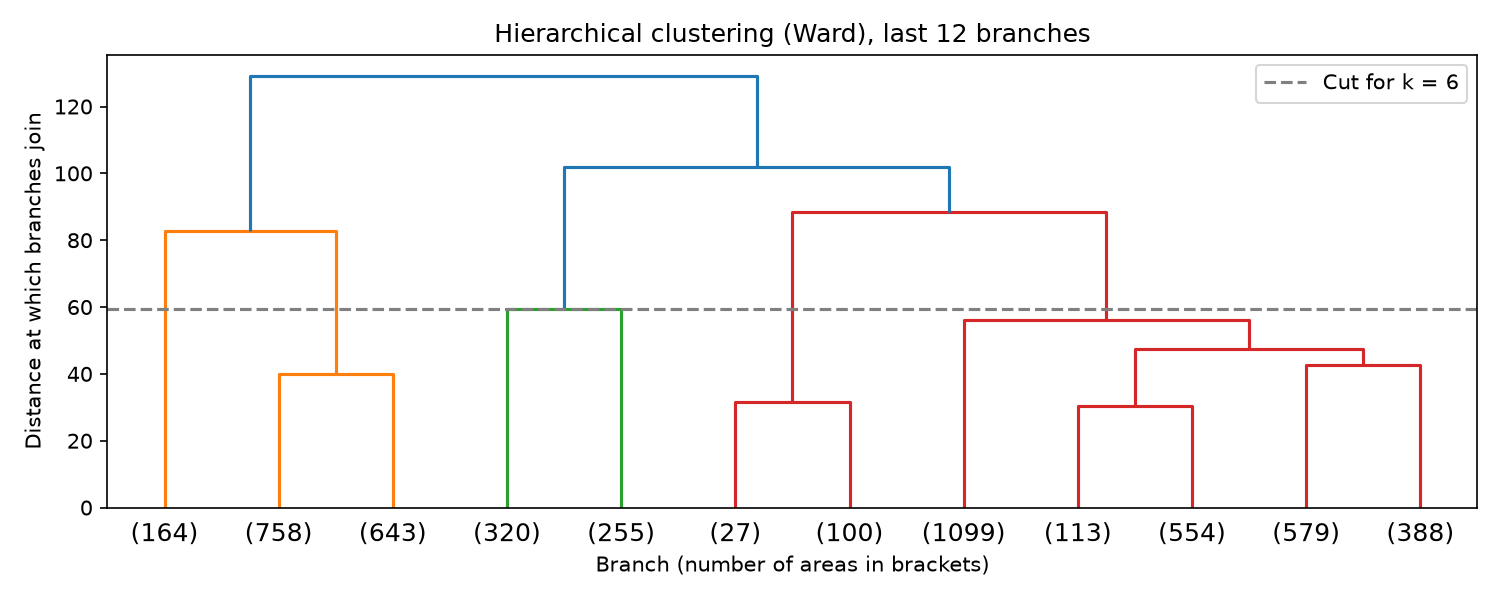 Hierarchical clustering (Ward), last 12 branches
Cut for k = 6
Distance at which branches join
120
100
80
60
40
20
0
(164) (758) (643) (320) (255) (27) (100) (1099) (113) (554) (579) (388)
Branch (number of areas in brackets)